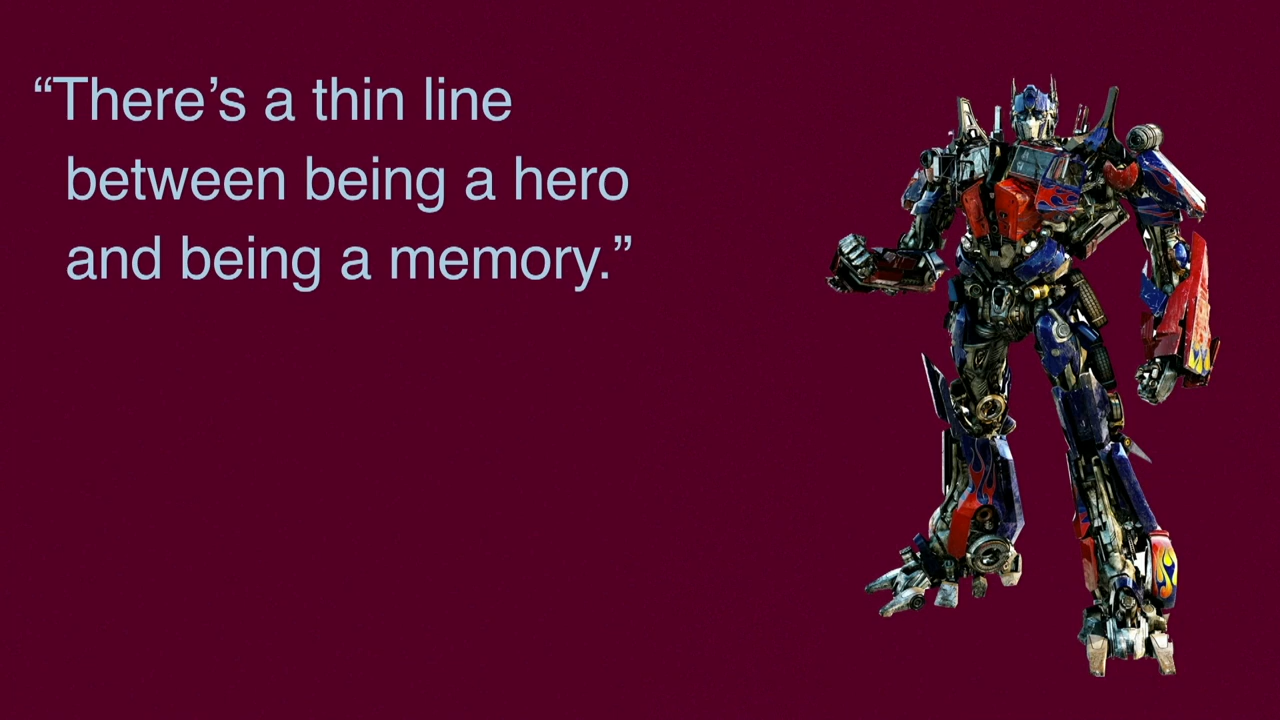 “There’s a thin line
between being a hero
and being a memory.”